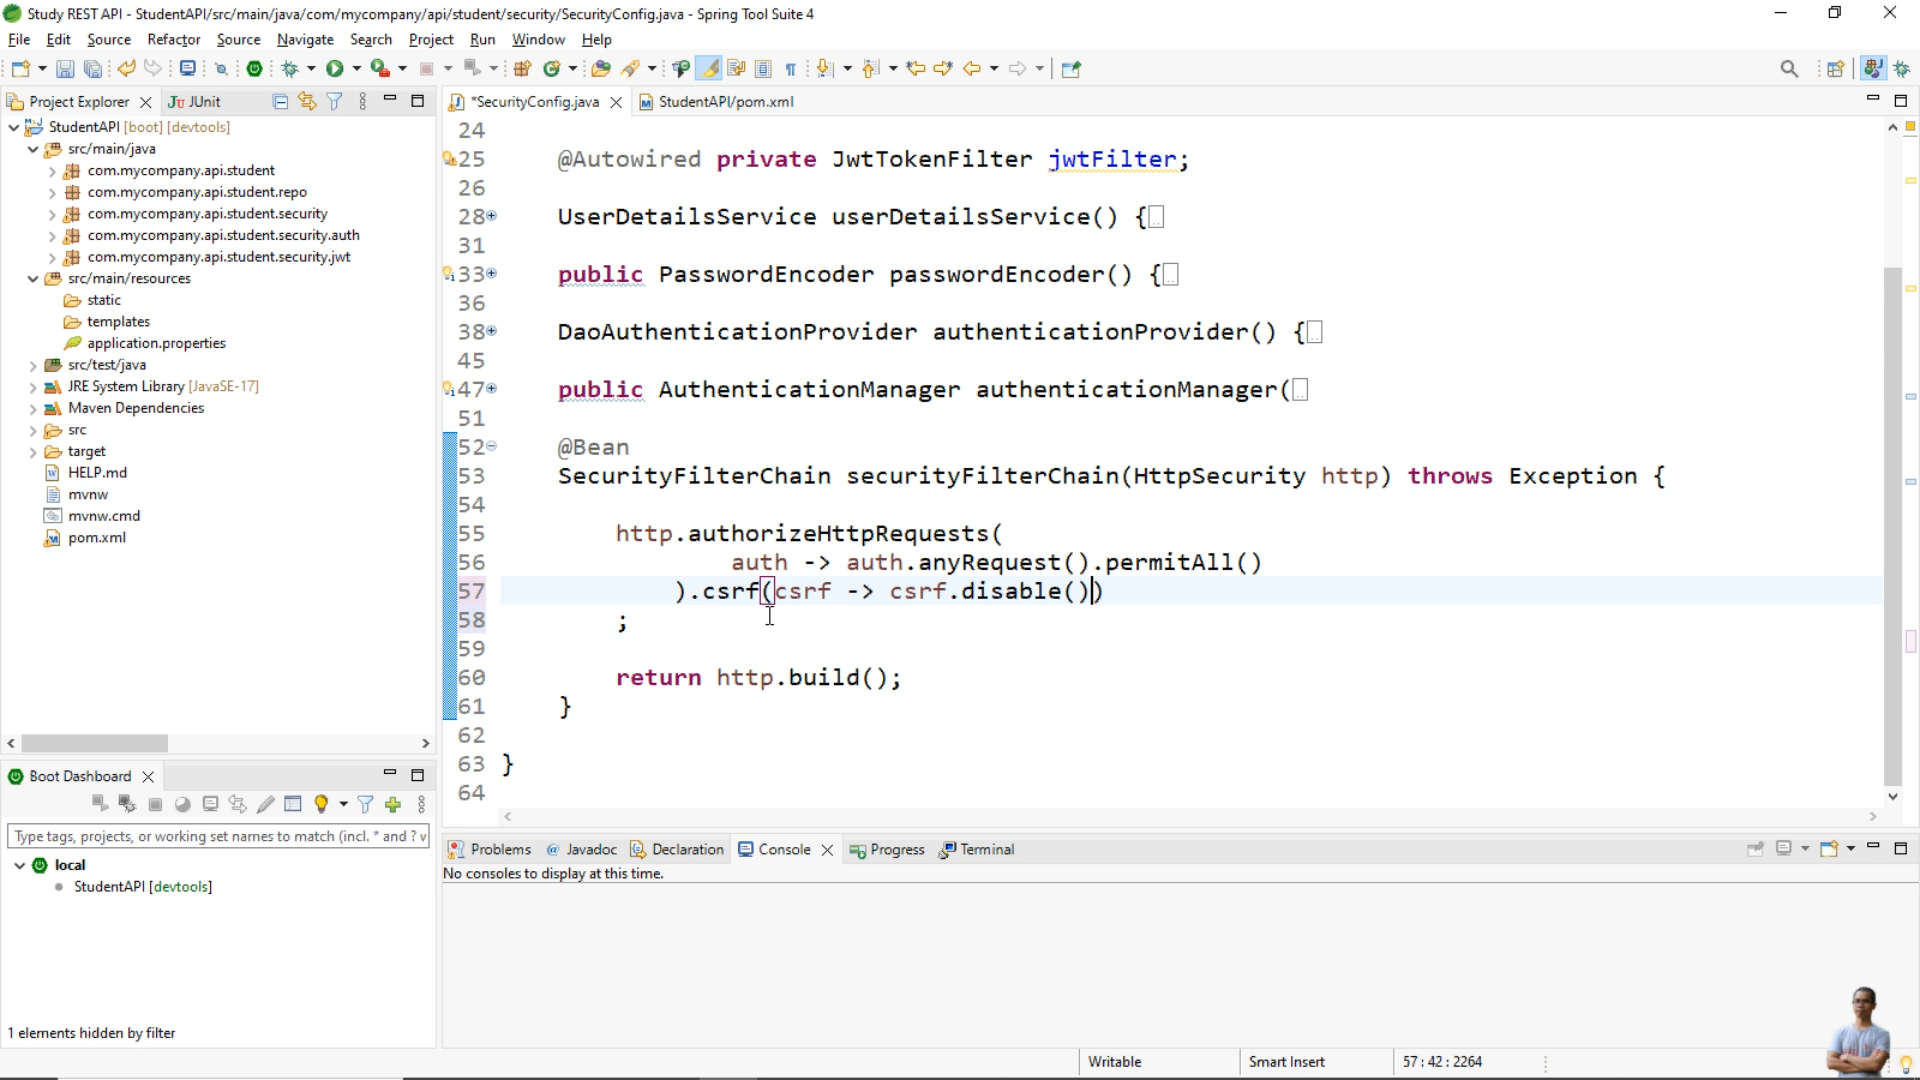 Study REST API - StudentAPI/src/main/java/com/mycompany/api/student/security/SecurityConfig.java - Spring Tool Suite 4
File Edit Source Refactor Source Navigate Search Project Run Window Help
Project Explorer JUnit
StudentAPI [boot] [devtools]
src/main/java
com.mycompany.api.student
com.mycompany.api.student.repo
com.mycompany.api.student.security
com.mycompany.api.student.security.auth
com.mycompany.api.student.security.jwt
src/main/resources
static
templates
application.properties
src/test/java
JRE System Library [JavaSE-17]
Maven Dependencies
src
target
HELP.md
mvnw
mvnw.cmd
pom.xml
Boot Dashboard
Type tags, projects, or working set names to match (incl. * and ? v
local
StudentAPI [devtools]
1 elements hidden by filter
*SecurityConfig.java StudentAPI/pom.xml
24
25 @Autowired private JwtTokenFilter jwtFilter;
26
28 UserDetailsService userDetailsService() {
31
33 public PasswordEncoder passwordEncoder() {
36
38 DaoAuthenticationProvider authenticationProvider() {
45
47 public AuthenticationManager authenticationManager(
51
52 @Bean
53 SecurityFilterChain securityFilterChain(HttpSecurity http) throws Exception {
54
55 http.authorizeHttpRequests(
56 auth -> auth.anyRequest().permitAll()
57 ).csrf(csrf -> csrf.disable())
58 ;
59
60 return http.build();
61 }
62
63 }
64
Problems @ Javadoc Declaration Console Progress Terminal
No consoles to display at this time.
Writable Smart Insert 57 : 42 : 2264